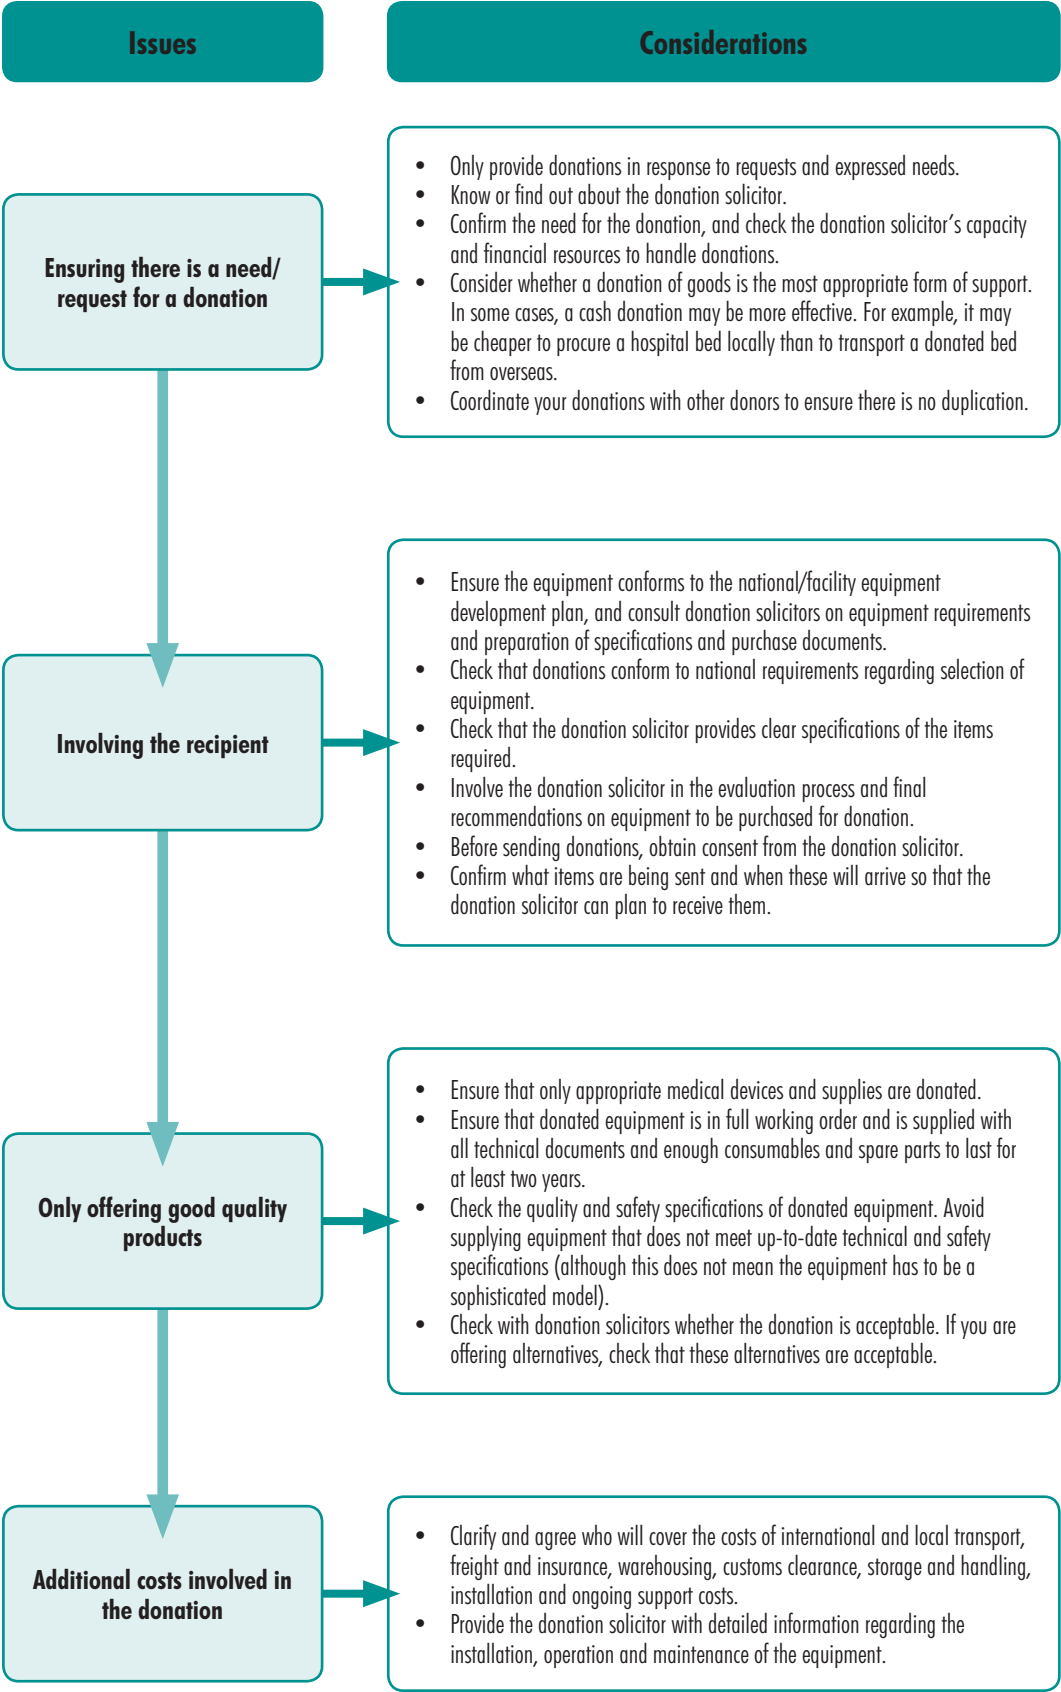 Issues
Considerations
Ensuring there is a need/
request for a donation
• Only provide donations in response to requests and expressed needs.
• Know or find out about the donation solicitor.
• Confirm the need for the donation, and check the donation solicitor's capacity
and financial resources to handle donations.
• Consider whether a donation of goods is the most appropriate form of support.
In some cases, a cash donation may be more effective. For example, it may
be cheaper to procure a hospital bed locally than to transport a donated bed
from overseas.
• Coordinate your donations with other donors to ensure there is no duplication.
Involving the recipient
• Ensure the equipment conforms to the national/facility equipment
development plan, and consult donation solicitors on equipment requirements
and preparation of specifications and purchase documents.
• Check that donations conform to national requirements regarding selection of
equipment.
• Check that the donation solicitor provides clear specifications of the items
required.
• Involve the donation solicitor in the evaluation process and final
recommendations on equipment to be purchased for donation.
• Before sending donations, obtain consent from the donation solicitor.
• Confirm what items are being sent and when these will arrive so that the
donation solicitor can plan to receive them.
Only offering good quality
products
• Ensure that only appropriate medical devices and supplies are donated.
• Ensure that donated equipment is in full working order and is supplied with
all technical documents and enough consumables and spare parts to last for
at least two years.
• Check the quality and safety specifications of donated equipment. Avoid
supplying equipment that does not meet up-to-date technical and safety
specifications (although this does not mean the equipment has to be a
sophisticated model).
• Check with donation solicitors whether the donation is acceptable. If you are
offering alternatives, check that these alternatives are acceptable.
Additional costs involved in
the donation
• Clarify and agree who will cover the costs of international and local transport,
freight and insurance, warehousing, customs clearance, storage and handling,
installation and ongoing support costs.
• Provide the donation solicitor with detailed information regarding the
installation, operation and maintenance of the equipment.